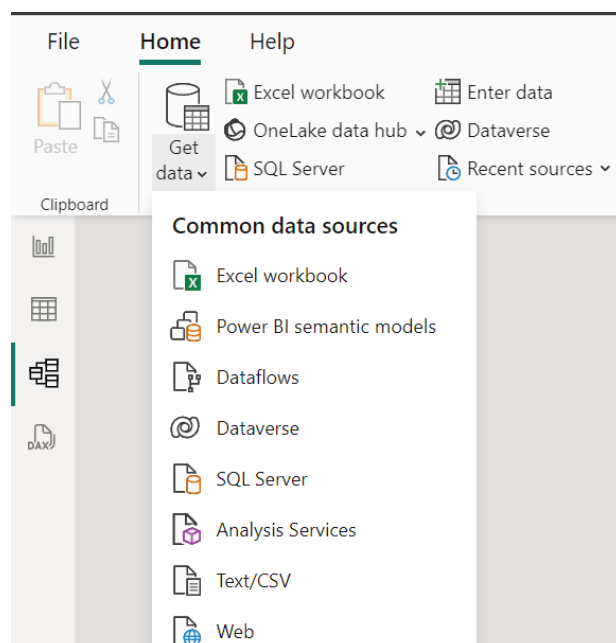 File Home Help
Excel workbook Enter data
OneLake data hub Dataverse
SQL Server Recent sources
Paste
Get
data
Clipboard
Common data sources
Excel workbook
Power BI semantic models
Dataflows
Dataverse
SQL Server
Analysis Services
Text/CSV
Web
DAX